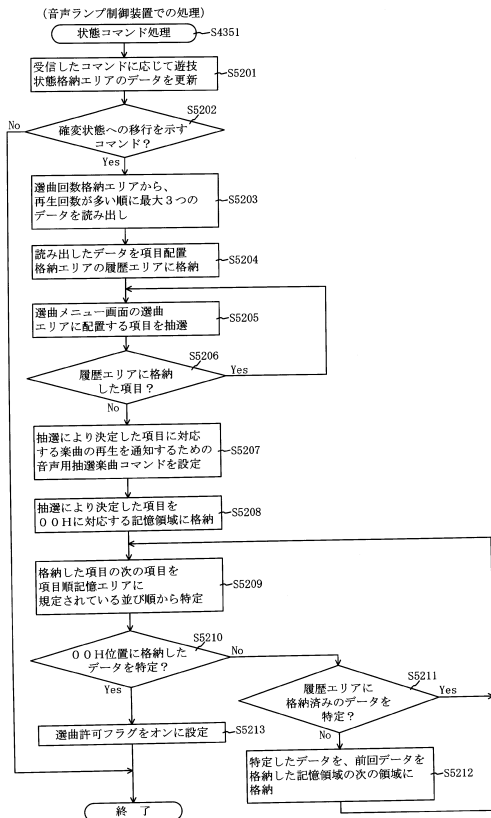 (音声ランプ制御装置での処理)
状態コマンド処理
S4351
受信したコマンドに応じて遊技
状態格納エリアのデータを更新
S5201
S5202
No
確変状態への移行を示す
コマンド?
Yes
選曲回数格納エリアから、
再生回数が多い順に最大3つの
データを読み出し
S5203
読み出したデータを項目配置
格納エリアの履歴エリアに格納
S5204
選曲メニュー画面の選曲
エリアに配置する項目を抽選
S5205
S5206
履歴エリアに格納
した項目?
Yes
No
抽選により決定した項目に対応
する楽曲の再生を通知するための
音声用抽選楽曲コマンドを設定
S5207
抽選により決定した項目を
00Hに対応する記憶領域に格納
S5208
格納した項目の次の項目を
項目順記憶エリアに
規定されている並び順から特定
S5209
S5210
00H位置に格納した
データを特定?
No
Yes
S5211
履歴エリアに
格納済みのデータを
特定?
Yes
No
選曲許可フラグをオンに設定
S5213
特定したデータを、前回データを
格納した記憶領域の次の領域に
格納
S5212
終 了